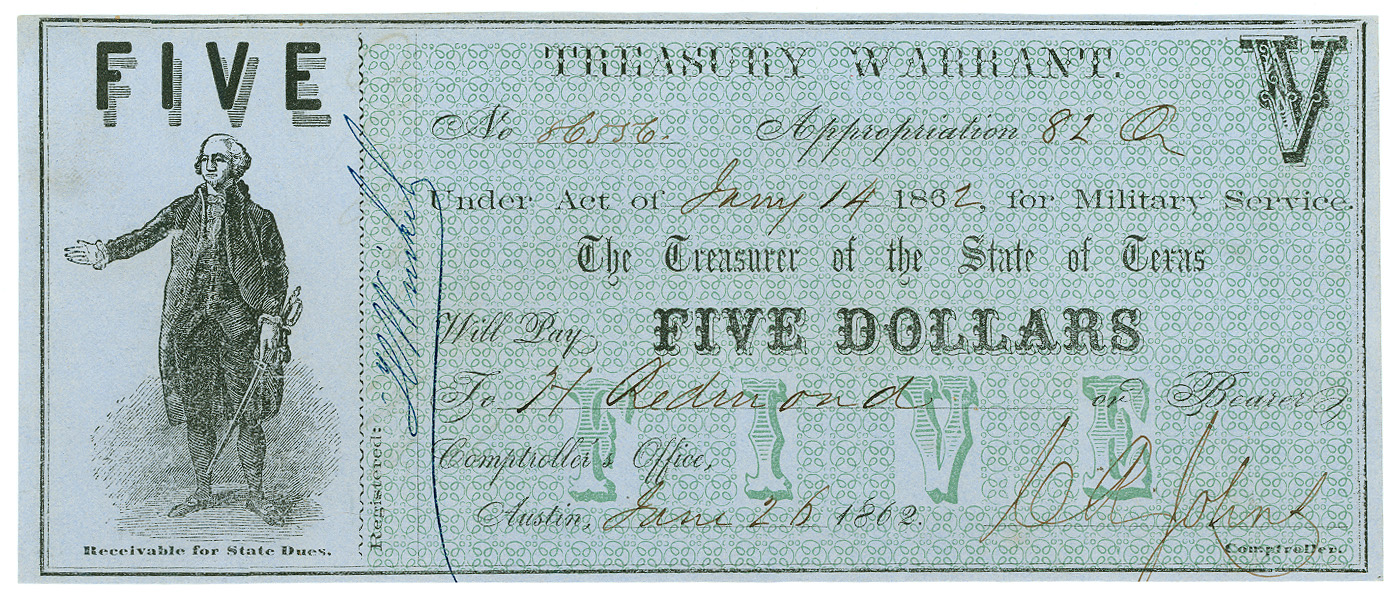 FIVE
Receivable for State Dues.
Registered:
TREASURY WARRANT.
V
No Appropriation 82
Under Act of Jany 14 1862, for Military Service.
The Treasurer of the State of Texas
Will Pay FIVE DOLLARS
To H Redmond or Bearer
FIVE
Comptroller's Office,
Austin, June 26 1862.
C R Johns
Comptroller.